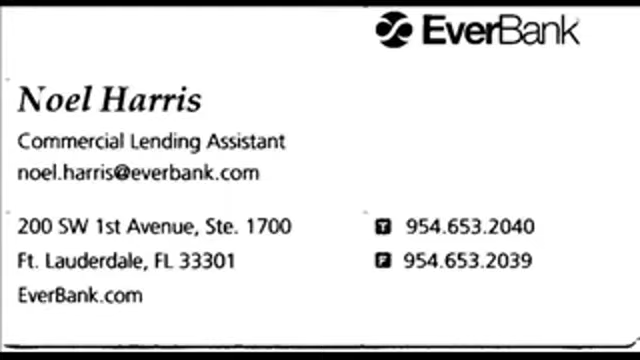 EverBank
Noel Harris
Commercial Lending Assistant
noel.harris@everbank.com
200 SW 1st Avenue, Ste. 1700
T 954.653.2040
Ft. Lauderdale, FL 33301
F 954.653.2039
EverBank.com